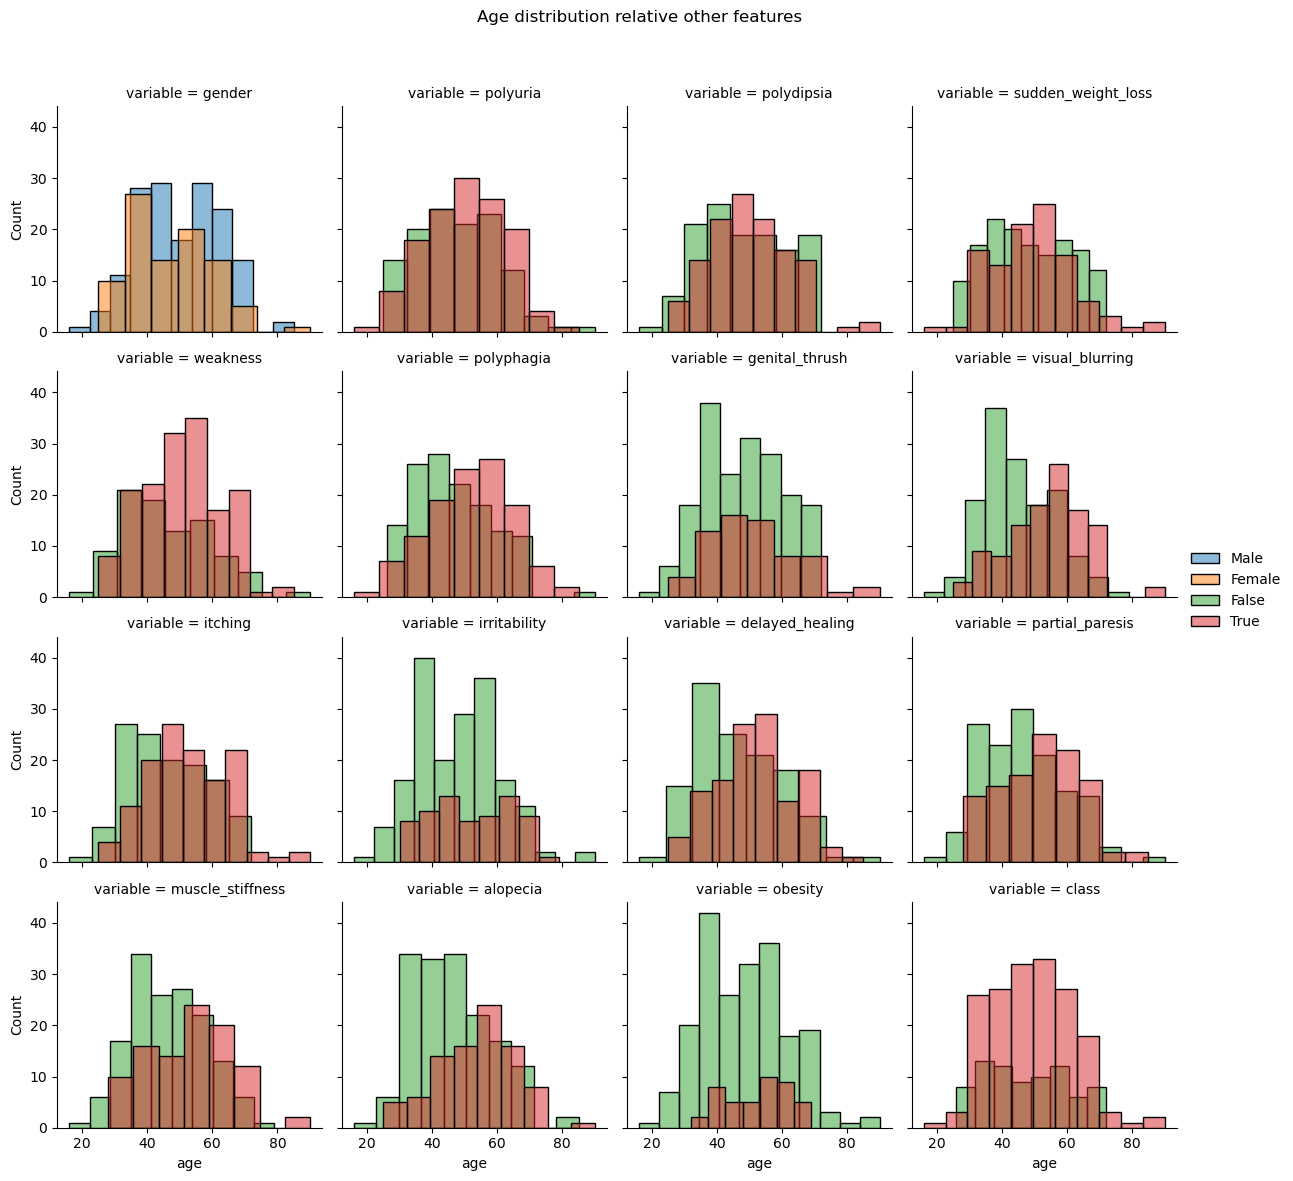 Age distribution relative other features
variable = gender
variable = polyuria
variable = polydipsia
variable = sudden_weight_loss
40
30
20
10
0
Count
variable = weakness
variable = polyphagia
variable = genital_thrush
variable = visual_blurring
40
30
20
10
0
Count
Male
Female
False
True
variable = itching
variable = irritability
variable = delayed_healing
variable = partial_paresis
40
30
20
10
0
Count
variable = muscle_stiffness
variable = alopecia
variable = obesity
variable = class
40
30
20
10
0
Count
20 40 60 80
age
20 40 60 80
age
20 40 60 80
age
20 40 60 80
age